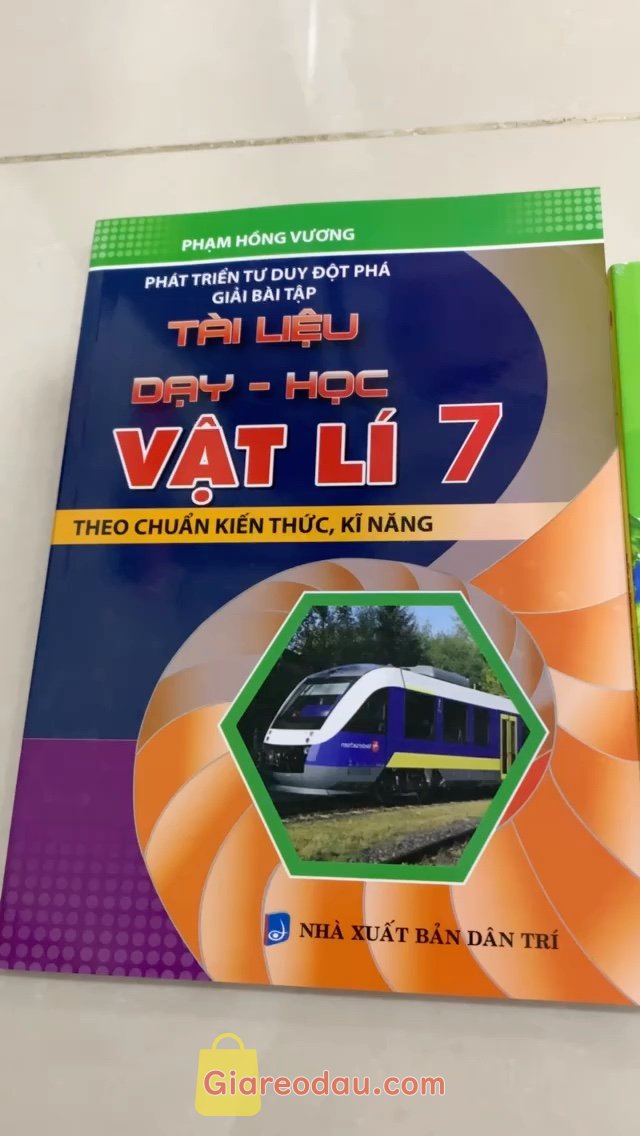 PHẠM HỒNG VƯƠNG
PHÁT TRIỂN TƯ DUY ĐỘT PHÁ
GIẢI BÀI TẬP
TÀI LIỆU
DẠY - HỌC
VẬT LÍ 7
THEO CHUẨN KIẾN THỨC, KĨ NĂNG
NHÀ XUẤT BẢN DÂN TRÍ
Giareodau.com